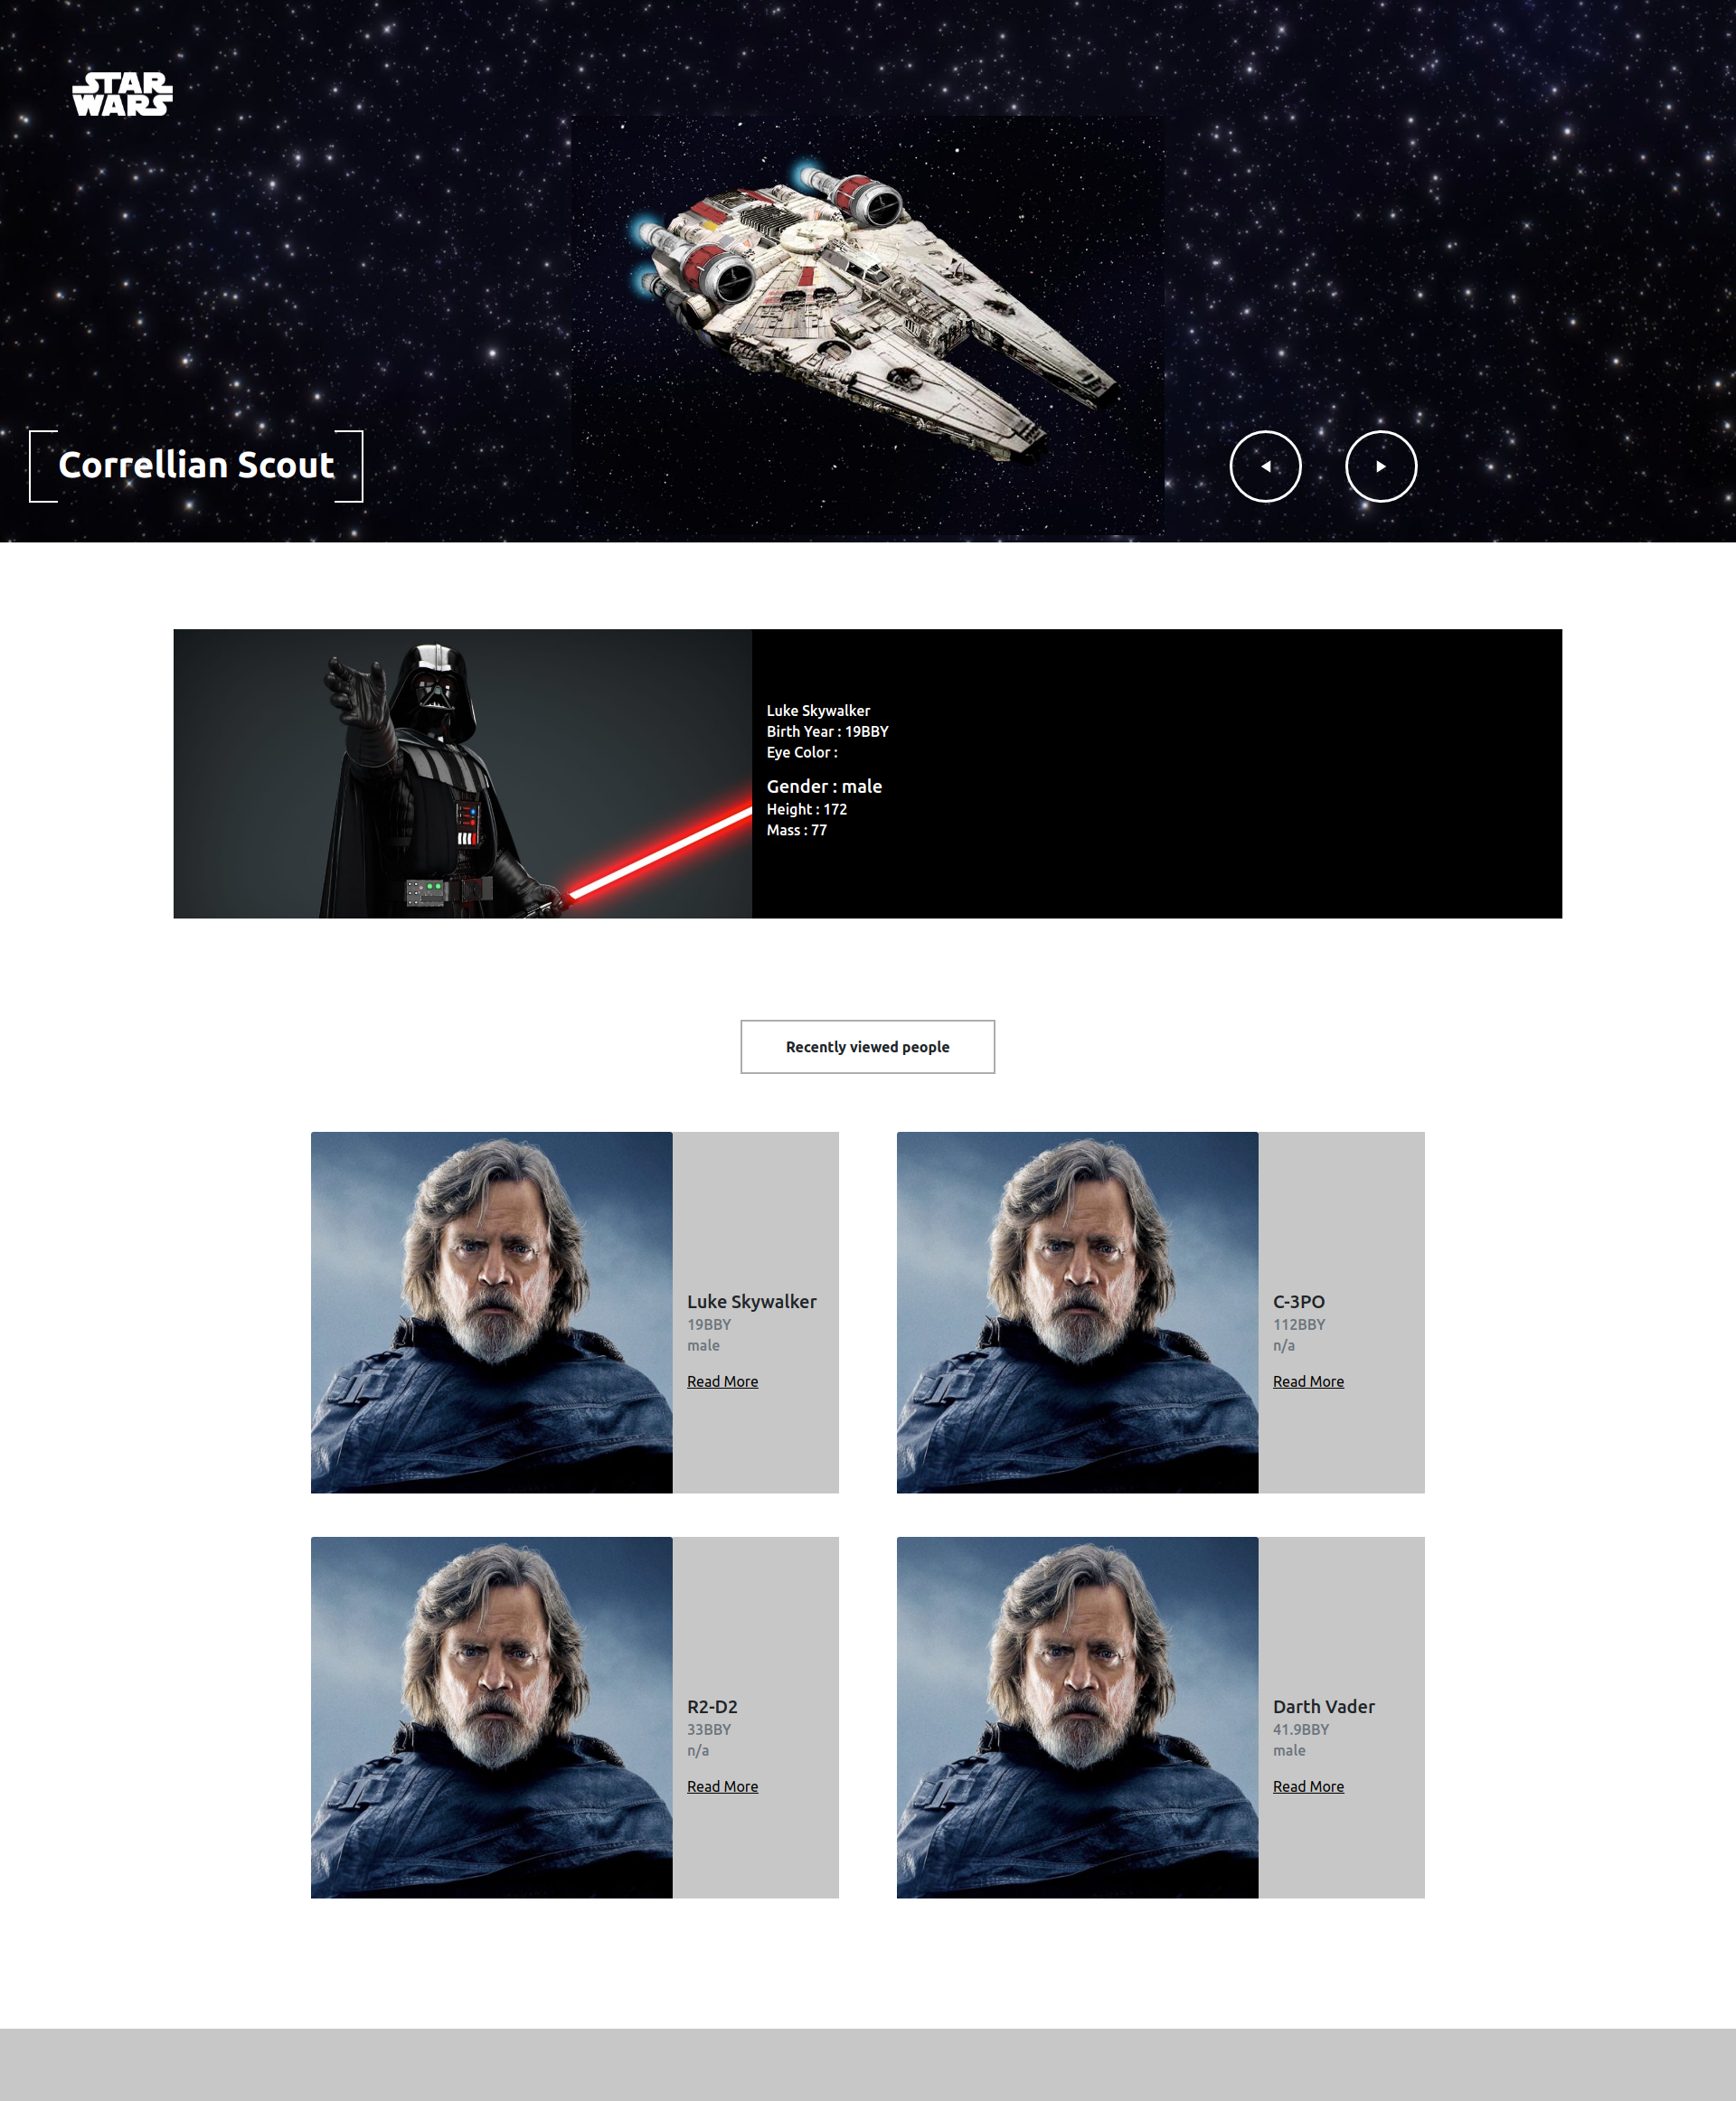 STAR
WARS
Correllian Scout
Luke Skywalker
Birth Year : 19BBY
Eye Color :
Gender : male
Height : 172
Mass : 77
Recently viewed people
Luke Skywalker
19BBY
male
Read More
C-3PO
112BBY
n/a
Read More
R2-D2
33BBY
n/a
Read More
Darth Vader
41.9BBY
male
Read More